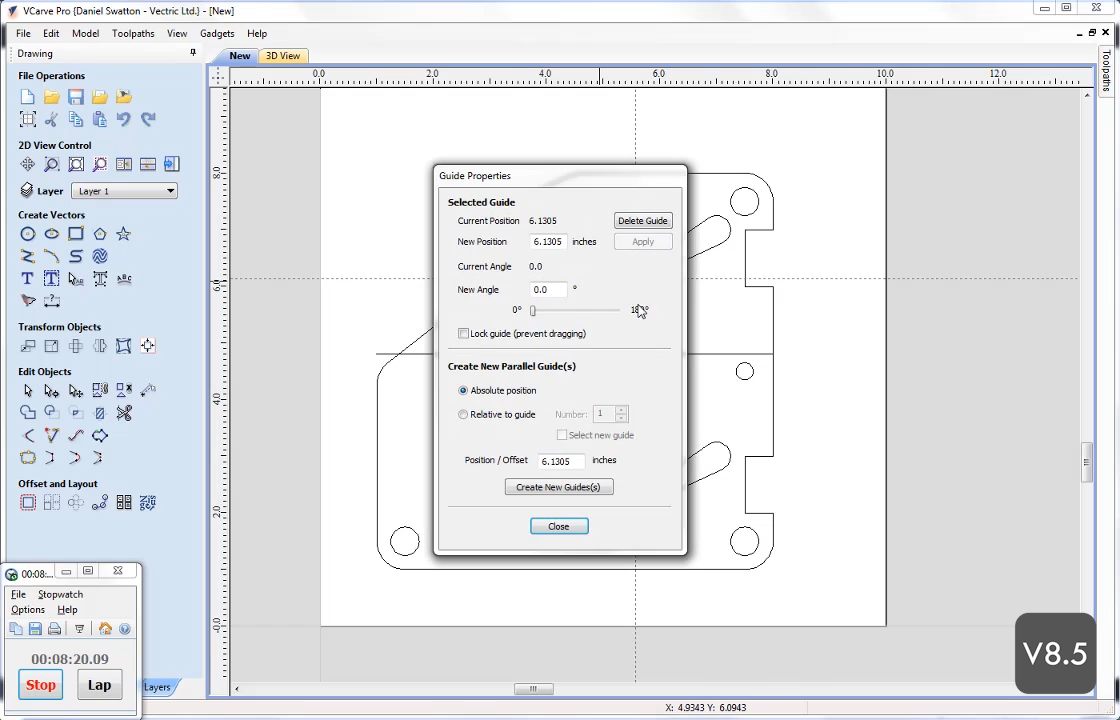 VCarve Pro {Daniel Swatton - Vectric Ltd.} - [New]
File Edit Model Toolpaths View Gadgets Help
Drawing
New 3D View
Toolpaths
File Operations
0.0 2.0 4.0 6.0 8.0 10.0 12.0
2D View Control
Layer Layer 1
Create Vectors
Transform Objects
Edit Objects
Offset and Layout
8.0
6.0
4.0
2.0
-0.0
Guide Properties
Selected Guide
Current Position 6.1305 Delete Guide
New Position 6.1305 inches Apply
Current Angle 0.0
New Angle 0.0 °
0°
Lock guide (prevent dragging)
Create New Parallel Guide(s)
Absolute position
Relative to guide Number: 1
Select new guide
Position / Offset 6.1305 inches
Create New Guides(s)
Close
00:08:...
File Stopwatch
Options Help
00:08:20.09
Stop Lap
Layers
V8.5
X: 4.9343 Y: 6.0943